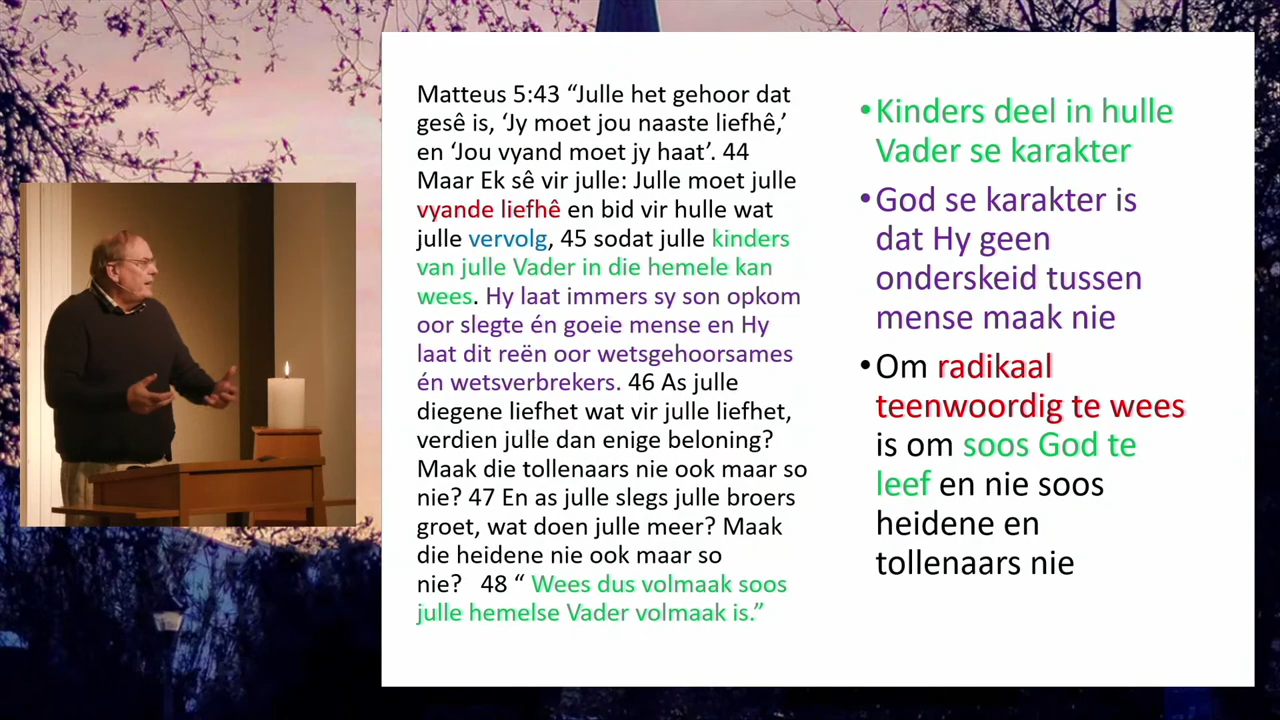 Matteus 5:43 “Julle het gehoor dat
gesê is, ‘Jy moet jou naaste liefhê,’
en ‘Jou vyand moet jy haat’. 44
Maar Ek sê vir julle: Julle moet julle
vyande liefhê en bid vir hulle wat
julle vervolg, 45 sodat julle kinders
van julle Vader in die hemele kan
wees. Hy laat immers sy son opkom
oor slegte én goeie mense en Hy
laat dit reën oor wetsgehoorsames
én wetsverbrekers. 46 As julle
diegene liefhet wat vir julle liefhet,
verdien julle dan enige beloning?
Maak die tollenaars nie ook maar so
nie? 47 En as julle slegs julle broers
groet, wat doen julle meer? Maak
die heidene nie ook maar so
nie? 48 “ Wees dus volmaak soos
julle hemelse Vader volmaak is.”
•Kinders deel in hulle
Vader se karakter
•God se karakter is
dat Hy geen
onderskeid tussen
mense maak nie
•Om radikaal
teenwoordig te wees
is om soos God te
leef en nie soos
heidene en
tollenaars nie